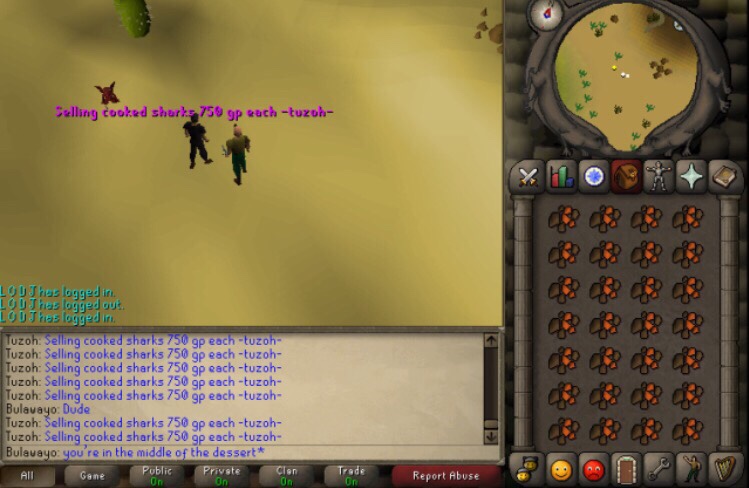 Selling cooked sharks 750 gp each -tuzoh-
L O D J has logged in.
L O D J has logged out.
L O D J has logged in.
Tuzoh: Selling cooked sharks 750 gp each -tuzoh-
Tuzoh: Selling cooked sharks 750 gp each -tuzoh-
Tuzoh: Selling cooked sharks 750 gp each -tuzoh-
Tuzoh: Selling cooked sharks 750 gp each -tuzoh-
Tuzoh: Selling cooked sharks 750 gp each -tuzoh-
Bulawayo: Dude
Tuzoh: Selling cooked sharks 750 gp each -tuzoh-
Tuzoh: Selling cooked sharks 750 gp each -tuzoh-
Bulawayo: you're in the middle of the dessert*
All Game Public On Private On Clan On Trade On Report Abuse